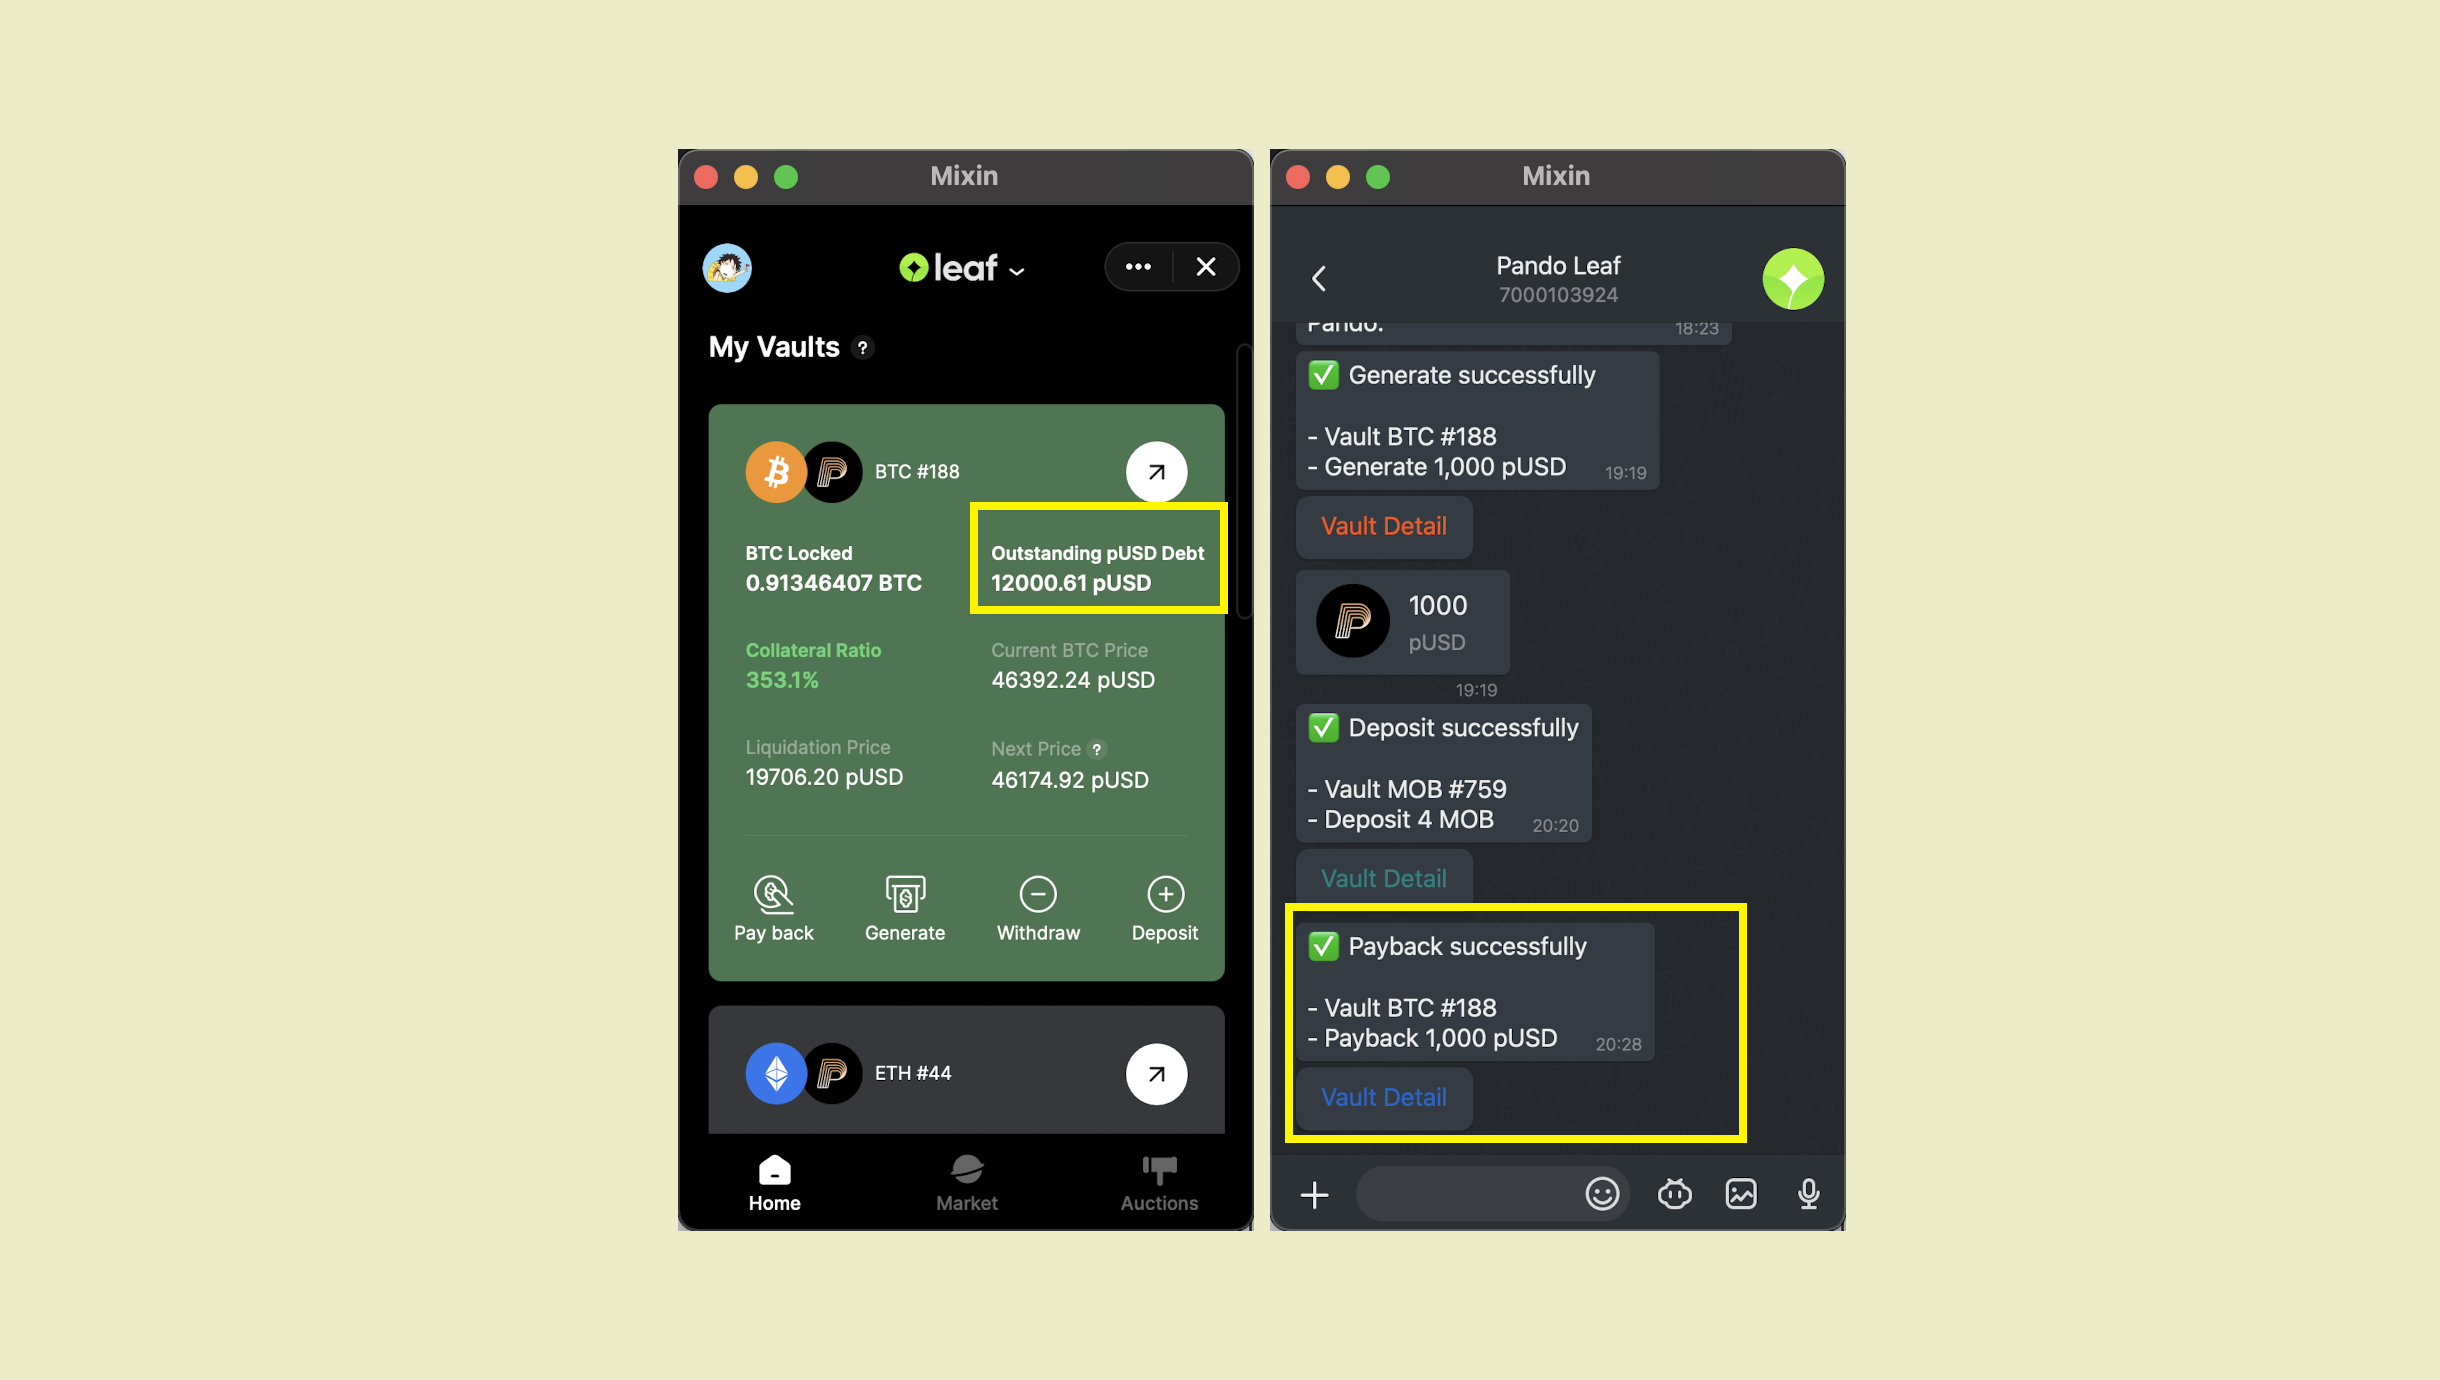 Mixin
leaf
My Vaults ?
BTC #188
BTC Locked
0.91346407 BTC
Outstanding pUSD Debt
12000.61 pUSD
Collateral Ratio
353.1%
Current BTC Price
46392.24 pUSD
Liquidation Price
19706.20 pUSD
Next Price ?
46174.92 pUSD
Pay back
Generate
Withdraw
Deposit
ETH #44
Home
Market
Auctions
Mixin
Pando Leaf
7000103924
Pando.
18:23
✅ Generate successfully
- Vault BTC #188
- Generate 1,000 pUSD
19:19
Vault Detail
1000
pUSD
19:19
✅ Deposit successfully
- Vault MOB #759
- Deposit 4 MOB
20:20
Vault Detail
✅ Payback successfully
- Vault BTC #188
- Payback 1,000 pUSD
20:28
Vault Detail